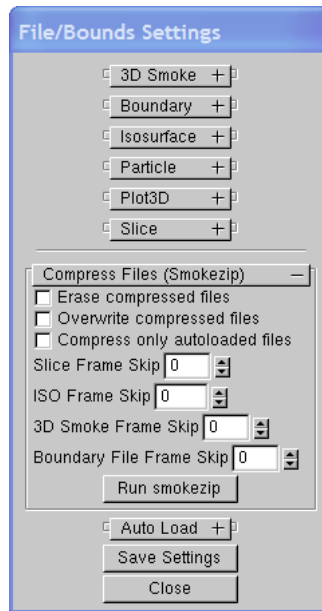 File/Bounds Settings
3D Smoke +
Boundary +
Isosurface +
Particle +
Plot3D +
Slice +
Compress Files (Smokezip) −
Erase compressed files
Overwrite compressed files
Compress only autoloaded files
Slice Frame Skip 0
ISO Frame Skip 0
3D Smoke Frame Skip 0
Boundary File Frame Skip 0
Run smokezip
Auto Load +
Save Settings
Close